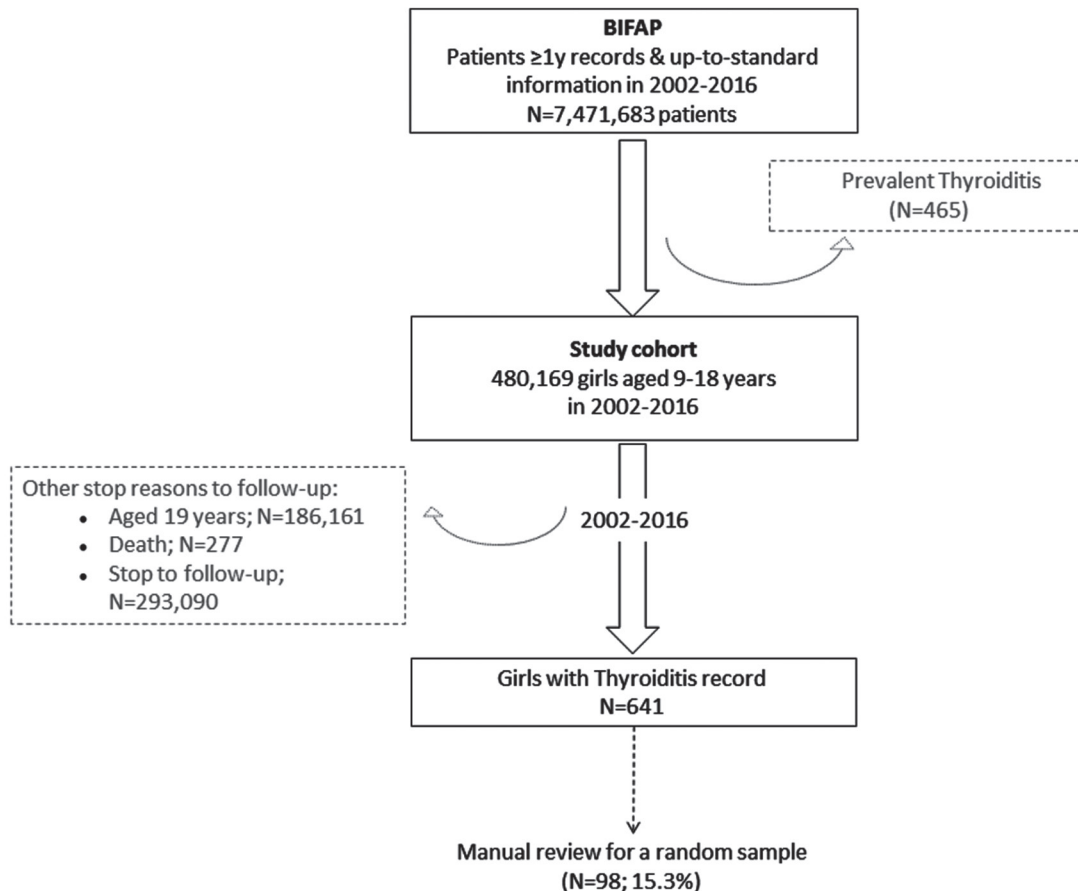 BIFAP
Patients ≥1y records & up-to-standard
information in 2002-2016
N=7,471,683 patients
Prevalent Thyroiditis
(N=465)
Study cohort
480,169 girls aged 9-18 years
in 2002-2016
Other stop reasons to follow-up:
• Aged 19 years; N=186,161
• Death; N=277
• Stop to follow-up;
N=293,090
2002-2016
Girls with Thyroiditis record
N=641
Manual review for a random sample
(N=98; 15.3%)